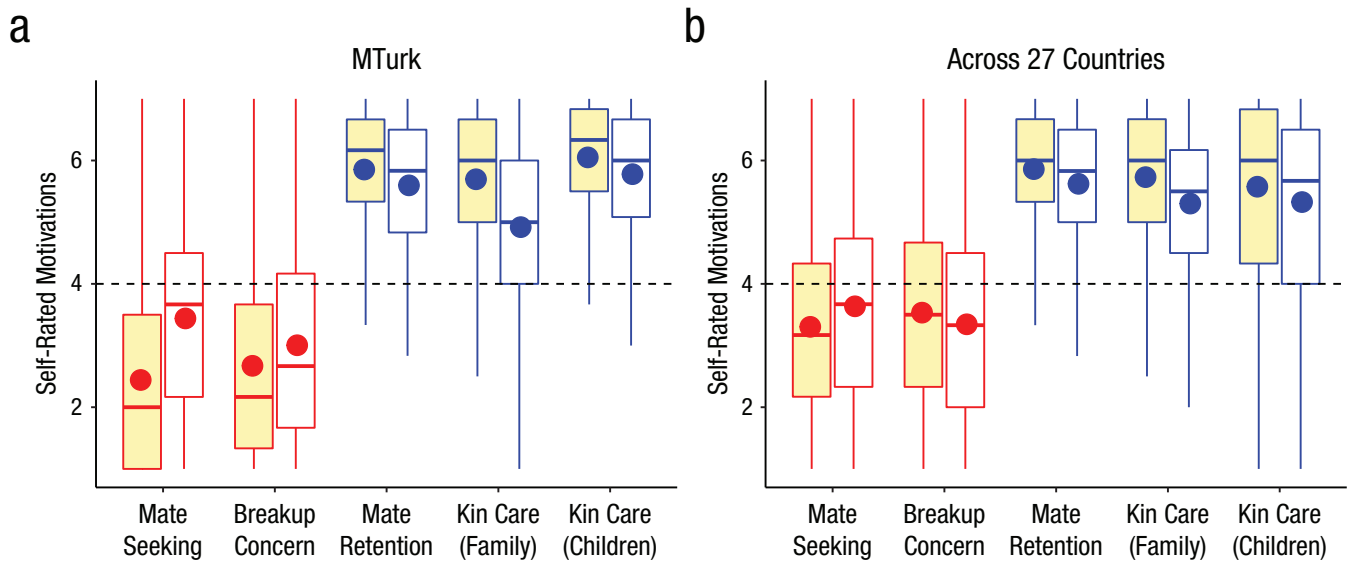 a
MTurk
Self-Rated Motivations
6
4
2
Mate
Seeking
Breakup
Concern
Mate
Retention
Kin Care
(Family)
Kin Care
(Children)
b
Across 27 Countries
Self-Rated Motivations
6
4
2
Mate
Seeking
Breakup
Concern
Mate
Retention
Kin Care
(Family)
Kin Care
(Children)